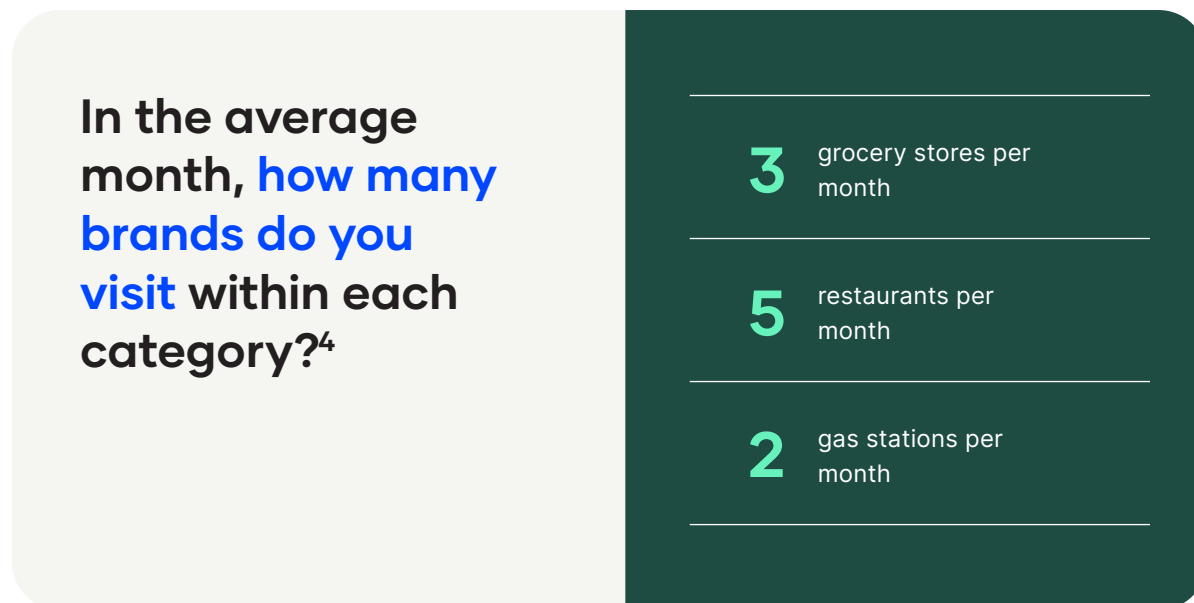 In the average
month, how many
brands do you
visit within each
category?⁴
3
grocery stores per
month
5
restaurants per
month
2
gas stations per
month